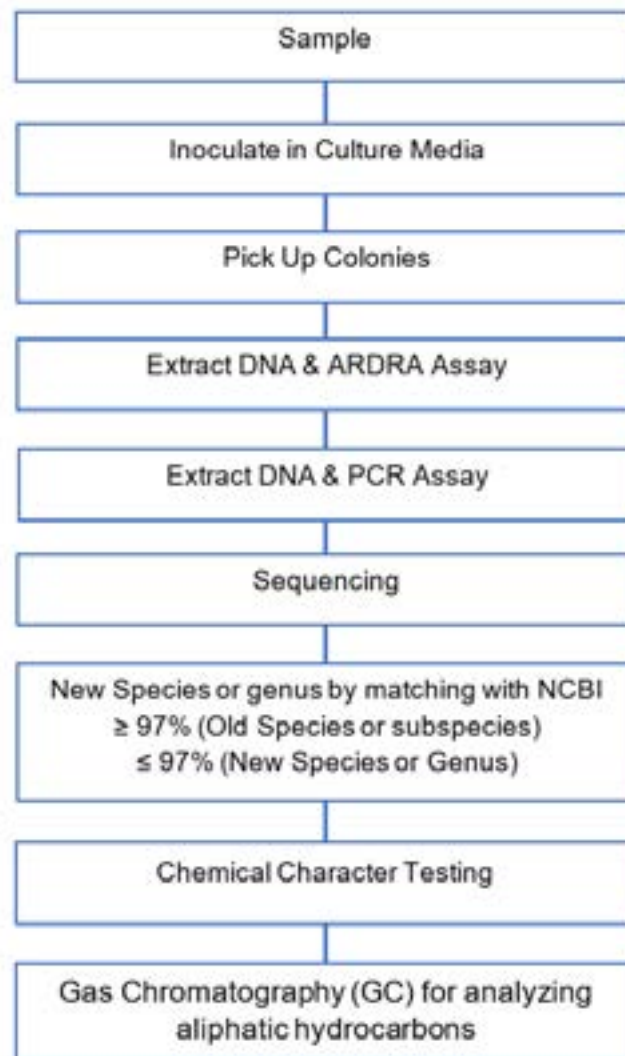 Sample
Inoculate in Culture Media
Pick Up Colonies
Extract DNA & ARDRA Assay
Extract DNA & PCR Assay
Sequencing
New Species or genus by matching with NCBI
≥ 97% (Old Species or subspecies)
≤ 97% (New Species or Genus)
Chemical Character Testing
Gas Chromatography (GC) for analyzing
aliphatic hydrocarbons